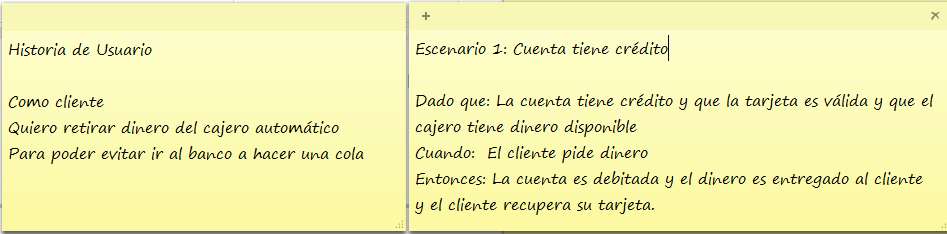 Historia de Usuario
Como cliente
Quiero retirar dinero del cajero automático
Para poder evitar ir al banco a hacer una cola
Escenario 1: Cuenta tiene crédito
Dado que: La cuenta tiene crédito y que la tarjeta es válida y que el
cajero tiene dinero disponible
Cuando: El cliente pide dinero
Entonces: La cuenta es debitada y el dinero es entregado al cliente
y el cliente recupera su tarjeta.